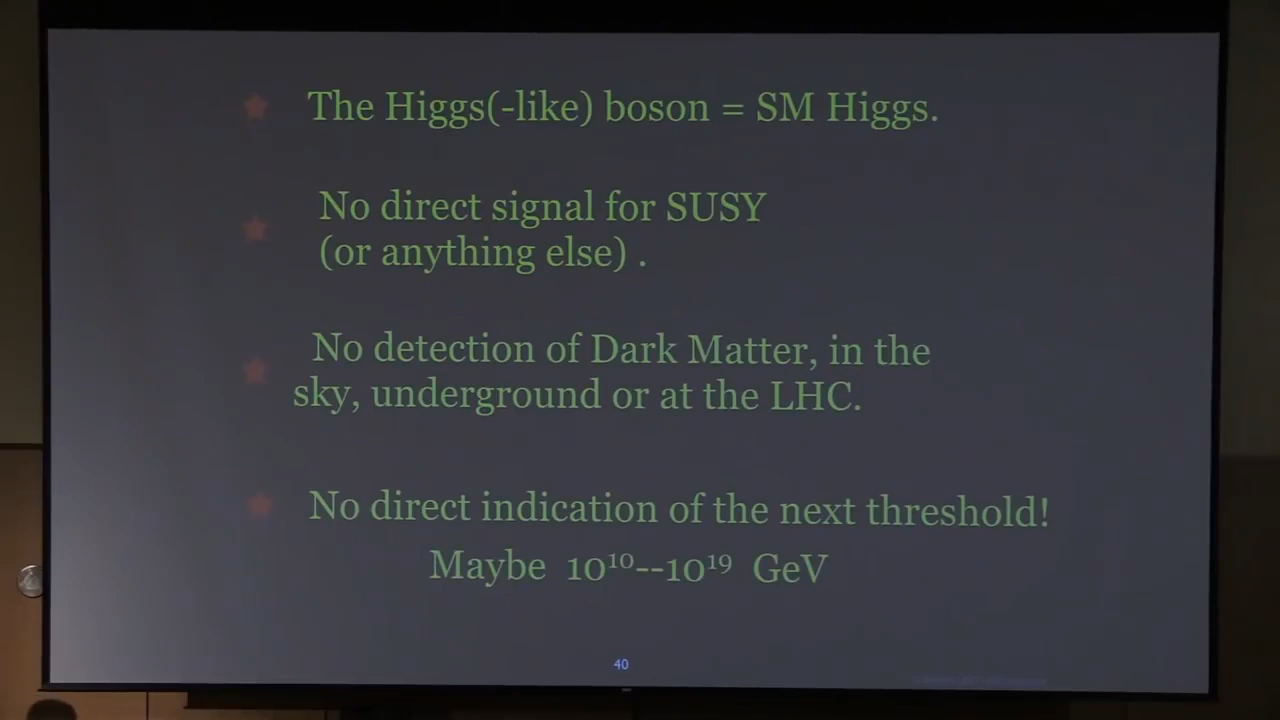 The Higgs(-like) boson = SM Higgs.
No direct signal for SUSY
(or anything else) .
No detection of Dark Matter, in the
sky, underground or at the LHC.
No direct indication of the next threshold!
Maybe 10¹⁰--10¹⁹ GeV
40